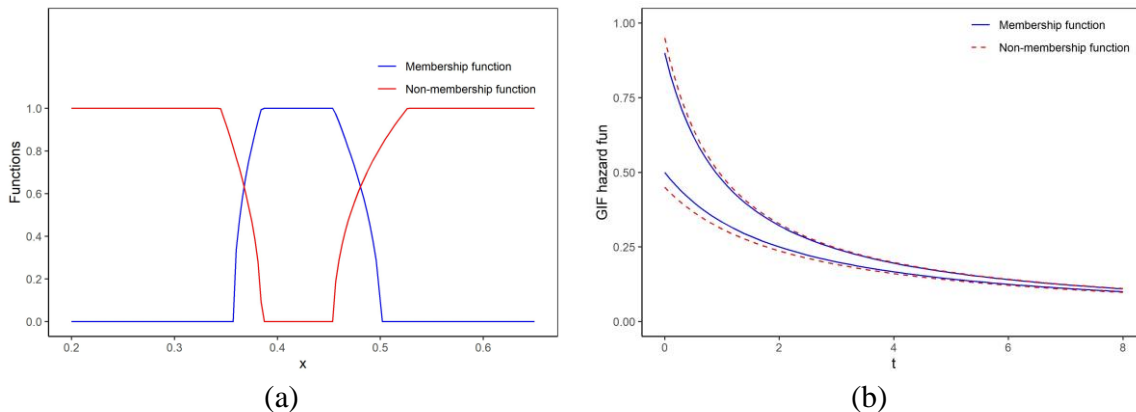 Membership function
Non-membership function
1.0
0.8
0.6
0.4
0.2
0.0
Functions
0.2 0.3 0.4 0.5 0.6
x
(a)
Membership function
Non-membership function
1.00
0.75
0.50
0.25
0.00
GIF hazard fun
0 2 4 6 8
t
(b)